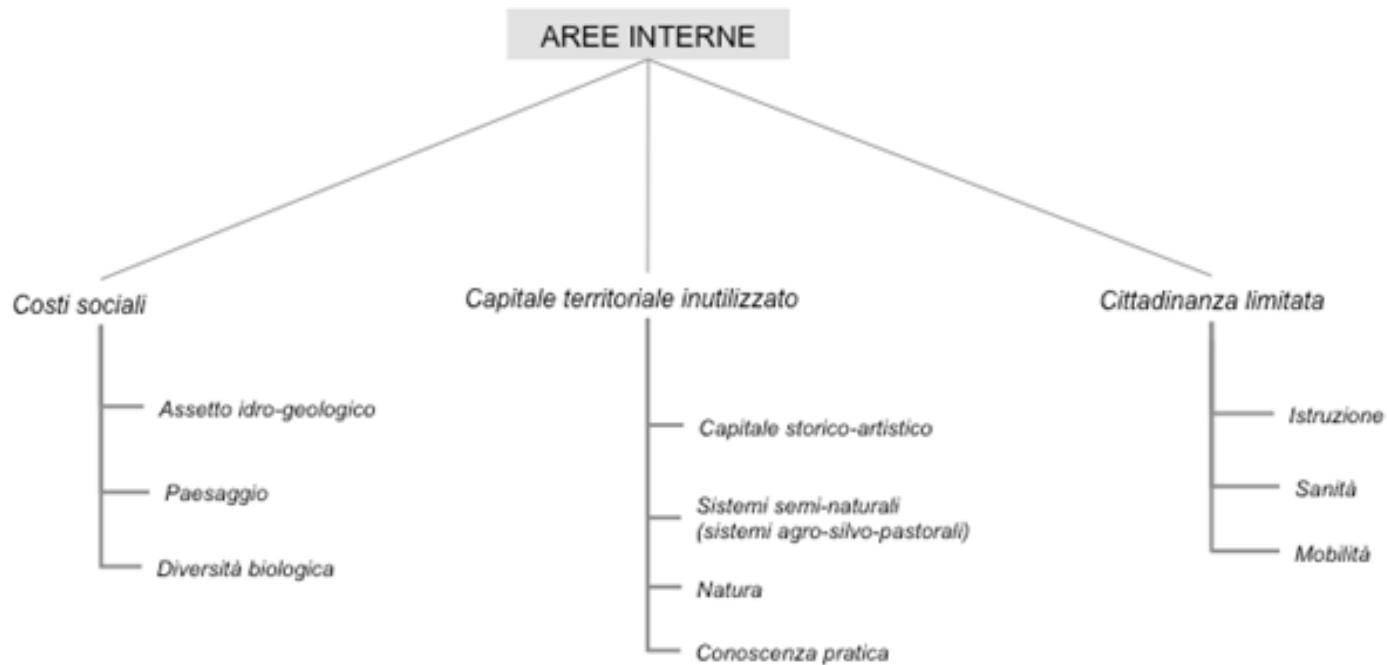 AREE INTERNE
Costi sociali
Assetto idro-geologico
Paesaggio
Diversità biologica
Capitale territoriale inutilizzato
Capitale storico-artistico
Sistemi semi-naturali
(sistemi agro-silvo-pastorali)
Natura
Conoscenza pratica
Cittadinanza limitata
Istruzione
Sanità
Mobilità